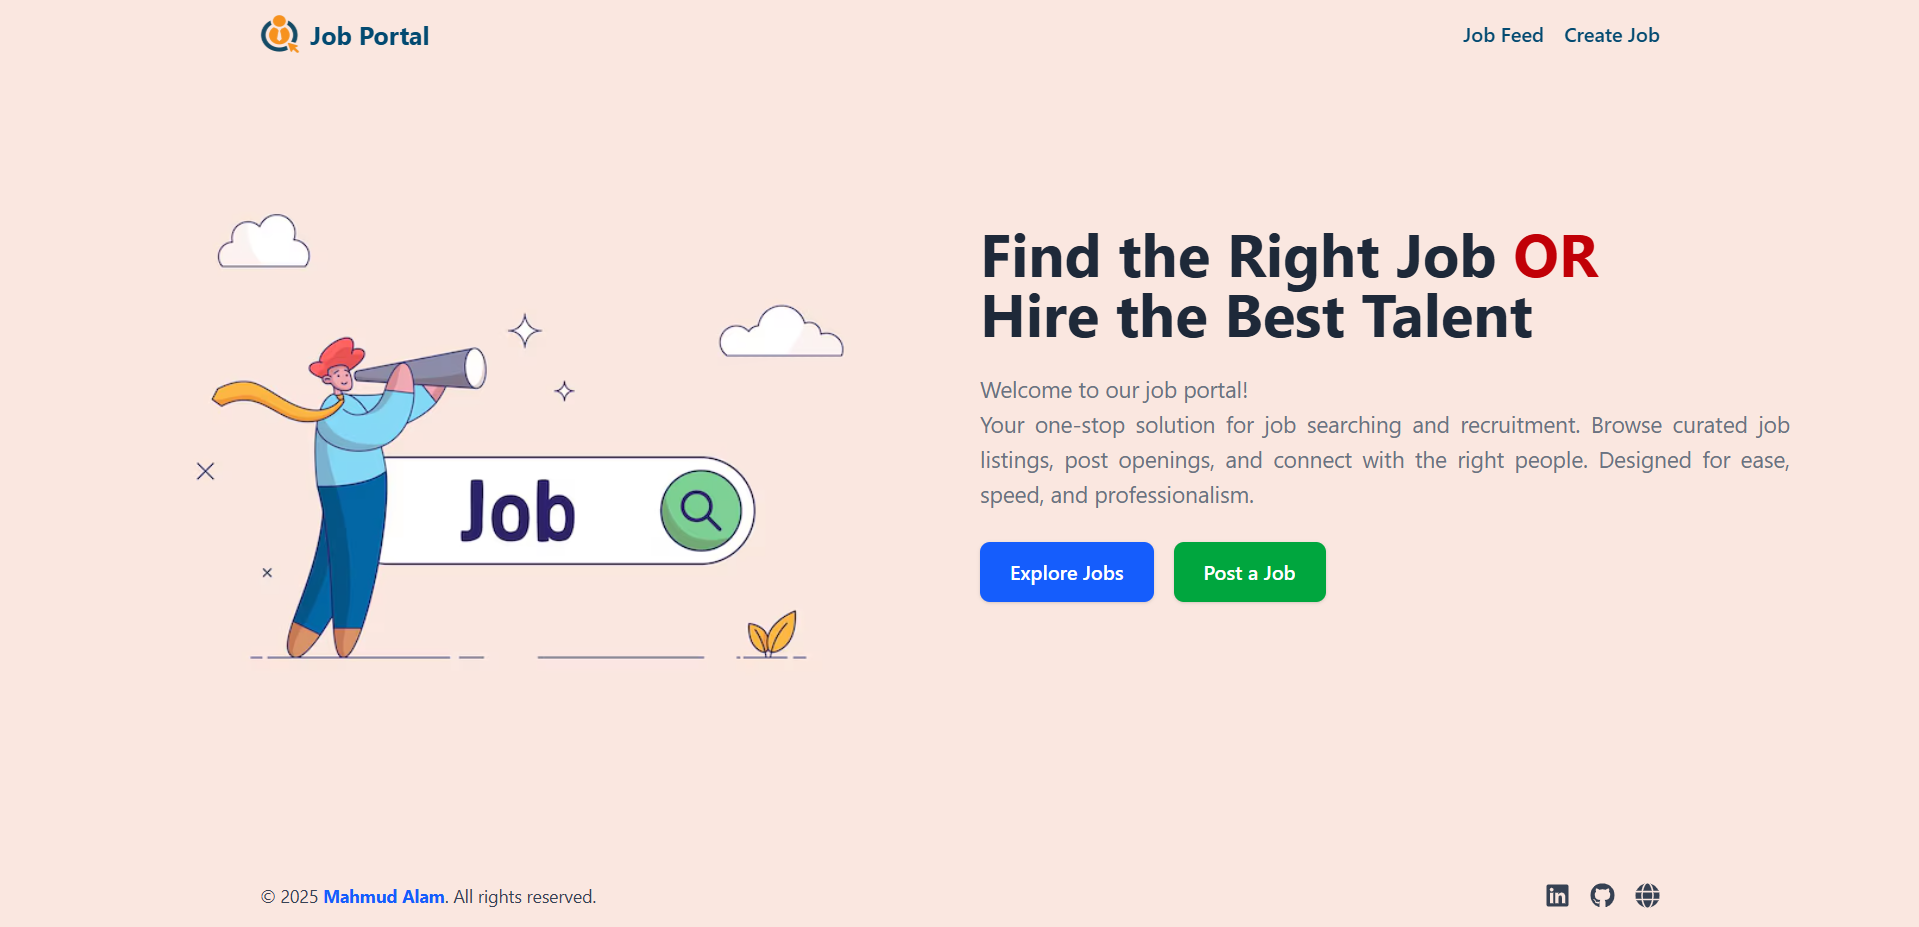 Job Portal
Job Feed
Create Job
Job
Find the Right Job OR
Hire the Best Talent
Welcome to our job portal!
Your one-stop solution for job searching and recruitment. Browse curated job
listings, post openings, and connect with the right people. Designed for ease,
speed, and professionalism.
Explore Jobs
Post a Job
© 2025 Mahmud Alam. All rights reserved.
in